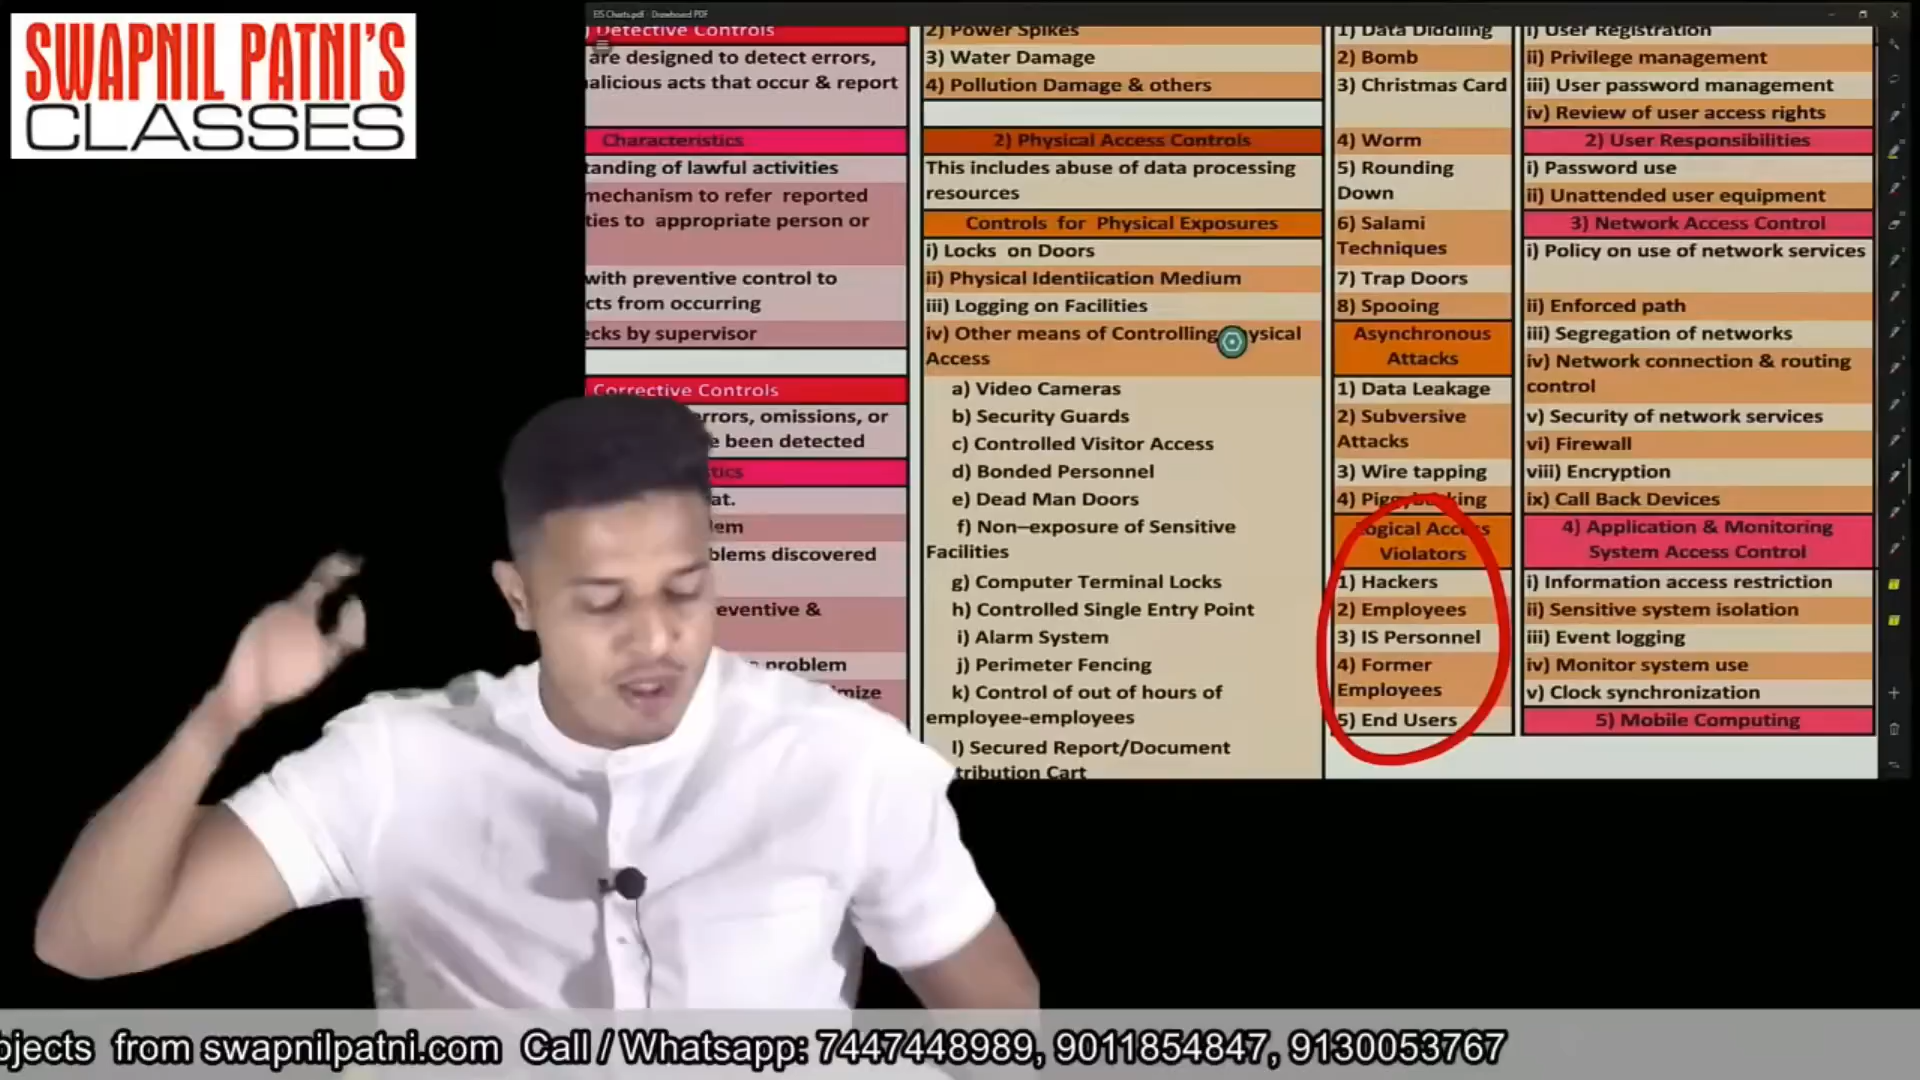 SWAPNIL PATNI'S
CLASSES
EIS Charts.pdf - Drawboard PDF
) Detective Controls
are designed to detect errors,
alicious acts that occur & report
Characteristics
tanding of lawful activities
mechanism to refer reported
ties to appropriate person or
with preventive control to
cts from occurring
ecks by supervisor
Corrective Controls
errors, omissions, or
e been detected
tics
at.
lem
blems discovered
eventive &
problem
imize
2) Power Spikes
3) Water Damage
4) Pollution Damage & others
2) Physical Access Controls
This includes abuse of data processing
resources
Controls for Physical Exposures
i) Locks on Doors
ii) Physical Identiication Medium
iii) Logging on Facilities
iv) Other means of Controlling ysical
Access
a) Video Cameras
b) Security Guards
c) Controlled Visitor Access
d) Bonded Personnel
e) Dead Man Doors
f) Non–exposure of Sensitive
Facilities
g) Computer Terminal Locks
h) Controlled Single Entry Point
i) Alarm System
j) Perimeter Fencing
k) Control of out of hours of
employee-employees
l) Secured Report/Document
tribution Cart
1) Data Diddling
2) Bomb
3) Christmas Card
4) Worm
5) Rounding
Down
6) Salami
Techniques
7) Trap Doors
8) Spooing
Asynchronous
Attacks
1) Data Leakage
2) Subversive
Attacks
3) Wire tapping
4) Piggybacking
Logical Access
Violators
1) Hackers
2) Employees
3) IS Personnel
4) Former
Employees
5) End Users
i) User Registration
ii) Privilege management
iii) User password management
iv) Review of user access rights
2) User Responsibilities
i) Password use
ii) Unattended user equipment
3) Network Access Control
i) Policy on use of network services
ii) Enforced path
iii) Segregation of networks
iv) Network connection & routing
control
v) Security of network services
vi) Firewall
viii) Encryption
ix) Call Back Devices
4) Application & Monitoring
System Access Control
i) Information access restriction
ii) Sensitive system isolation
iii) Event logging
iv) Monitor system use
v) Clock synchronization
5) Mobile Computing
bjects from swapnilpatni.com Call / Whatsapp: 7447448989, 9011854847, 9130053767